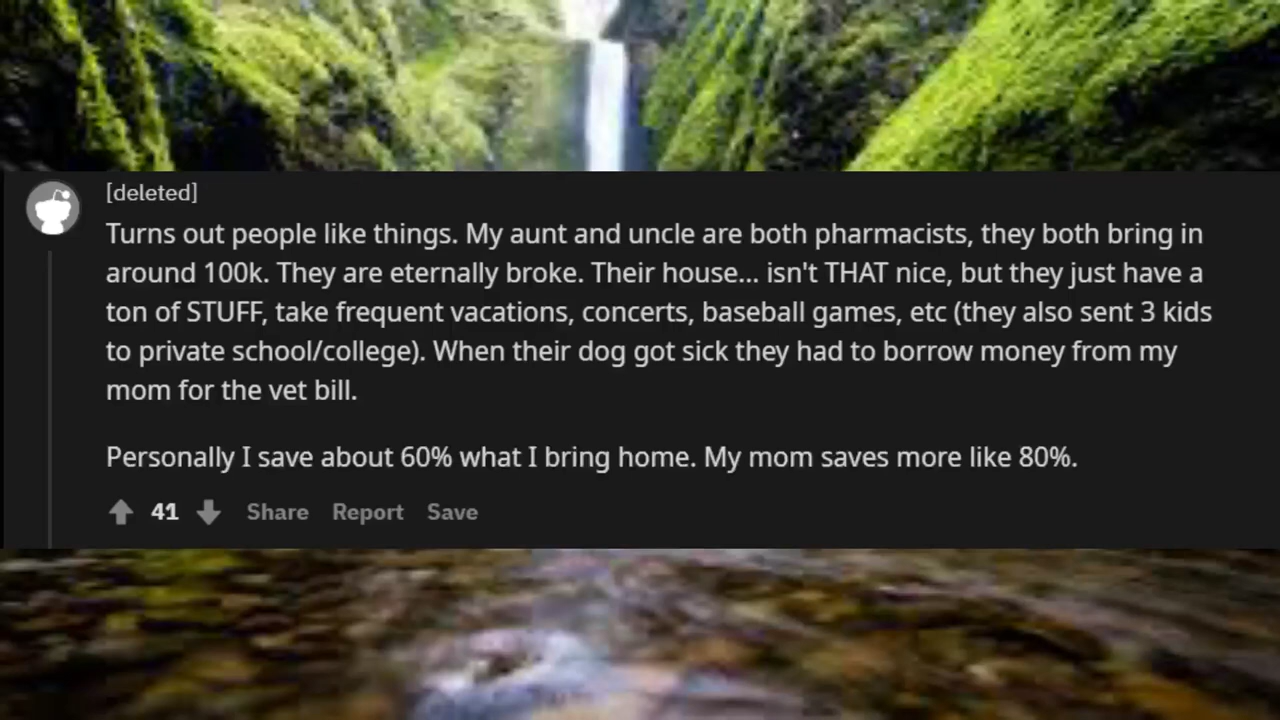 [deleted]
Turns out people like things. My aunt and uncle are both pharmacists, they both bring in
around 100k. They are eternally broke. Their house... isn't THAT nice, but they just have a
ton of STUFF, take frequent vacations, concerts, baseball games, etc (they also sent 3 kids
to private school/college). When their dog got sick they had to borrow money from my
mom for the vet bill.
Personally I save about 60% what I bring home. My mom saves more like 80%.
41 Share Report Save